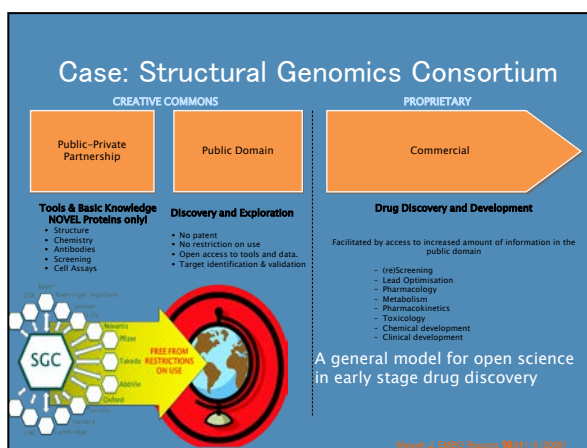 Case: Structural Genomics Consortium
CREATIVE COMMONS
PROPRIETARY
Public-Private
Partnership
Public Domain
Commercial
Tools & Basic Knowledge
NOVEL Proteins only!
• Structure
• Chemistry
• Antibodies
• Screening
• Cell Assays
Discovery and Exploration
• No patent
• No restriction on use
• Open access to tools and data.
• Target identification & validation
Drug Discovery and Development
Facilitated by access to increased amount of information in the
public domain
– (re)Screening
– Lead Optimisation
– Pharmacology
– Metabolism
– Pharmacokinetics
– Toxicology
– Chemical development
– Clinical development
Novartis
Pfizer
Takeda
AbbVie
Oxford
Toronto
Harvard
SGC
FREE FROM
RESTRICTIONS
ON USE
A general model for open science
in early stage drug discovery